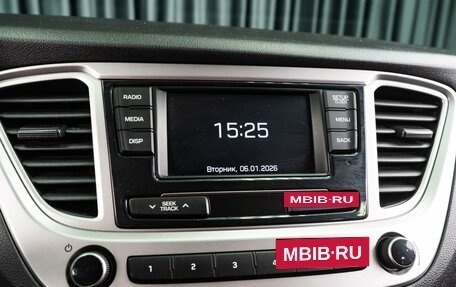 RADIO
SETUP
MEDIA
MENU
15:25
DISP
BACK
Вторник, 06.01.2026
SEEK
TRACK
MBIB·RU
MBIB·RU
1 2 3 4